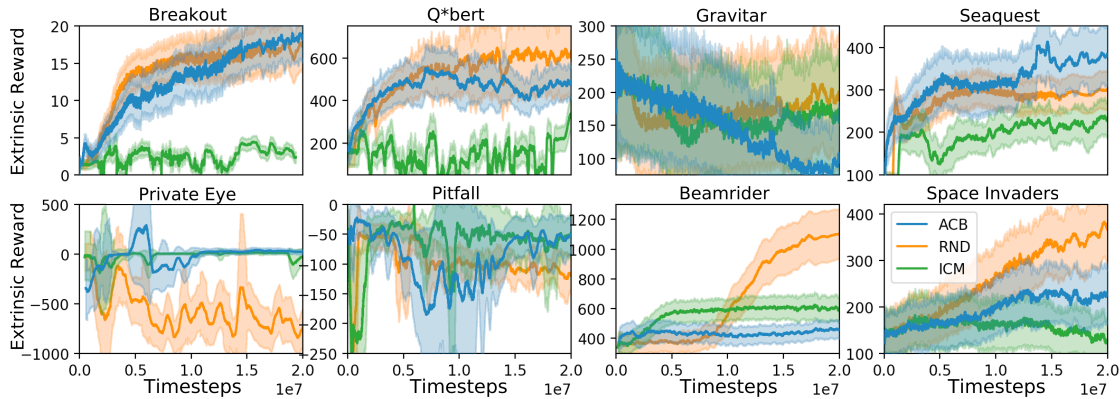 Breakout
Q*bert
Gravitar
Seaquest
Extrinsic Reward
20
15
10
5
0
600
400
200
300
250
200
150
100
400
300
200
100
Private Eye
Pitfall
Beamrider
Space Invaders
Extrinsic Reward
500
0
−500
−1000
0
−50
−100
−150
−200
−250
1200
1000
800
600
400
400
300
200
100
ACB
RND
ICM
0.0 0.5 1.0 1.5 2.0
0.0 0.5 1.0 1.5 2.0
0.0 0.5 1.0 1.5 2.0
0.0 0.5 1.0 1.5 2.0
Timesteps 1e7
Timesteps 1e7
Timesteps 1e7
Timesteps 1e7